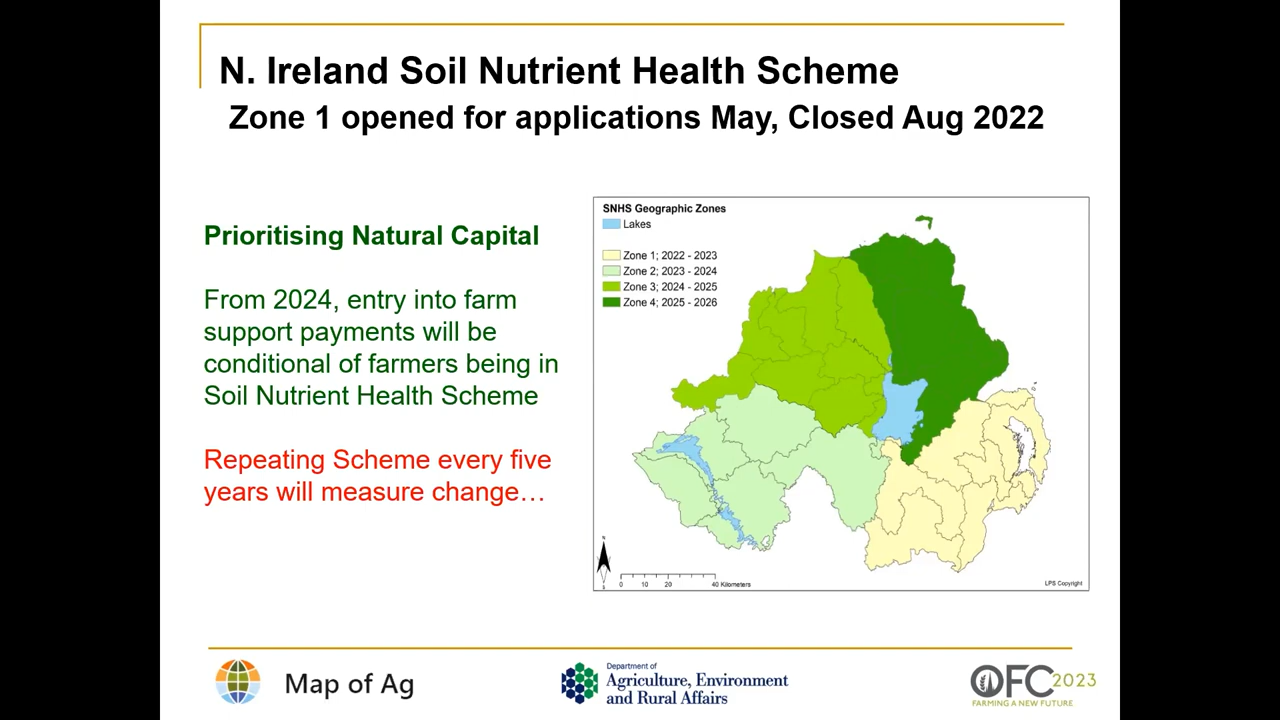 N. Ireland Soil Nutrient Health Scheme
Zone 1 opened for applications May, Closed Aug 2022
Prioritising Natural Capital
From 2024, entry into farm
support payments will be
conditional of farmers being in
Soil Nutrient Health Scheme
Repeating Scheme every five
years will measure change…
SNHS Geographic Zones
Lakes
Zone 1; 2022 - 2023
Zone 2; 2023 - 2024
Zone 3; 2024 - 2025
Zone 4; 2025 - 2026
N
S
0 10 20 40 Kilometers
LPS Copyright
Map of Ag
Department of
Agriculture, Environment
and Rural Affairs
OFC 2023
FARMING A NEW FUTURE